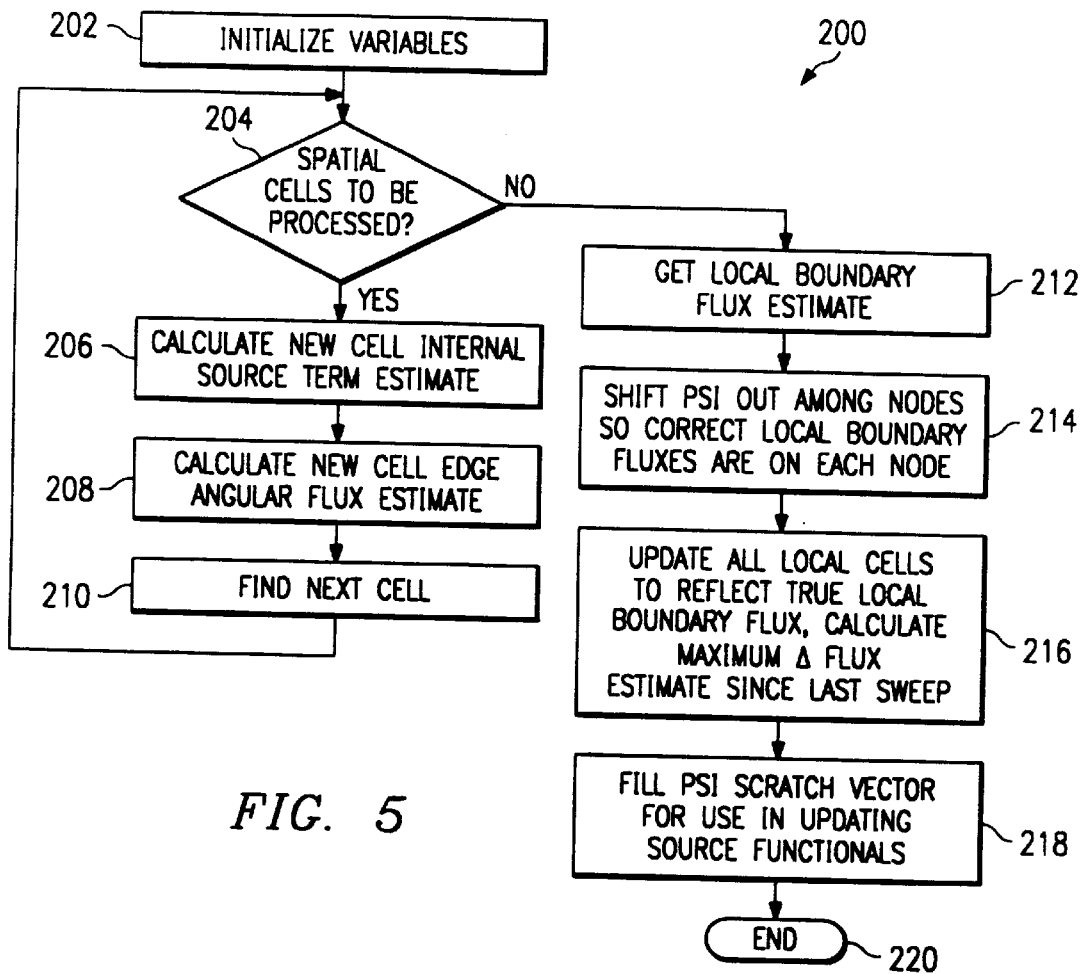 202
INITIALIZE VARIABLES
200
204
SPATIAL
CELLS TO BE
PROCESSED?
NO
YES
206
CALCULATE NEW CELL INTERNAL
SOURCE TERM ESTIMATE
208
CALCULATE NEW CELL EDGE
ANGULAR FLUX ESTIMATE
210
FIND NEXT CELL
GET LOCAL BOUNDARY
FLUX ESTIMATE
212
SHIFT PSI OUT AMONG NODES
SO CORRECT LOCAL BOUNDARY
FLUXES ARE ON EACH NODE
214
UPDATE ALL LOCAL CELLS
TO REFLECT TRUE LOCAL
BOUNDARY FLUX, CALCULATE
MAXIMUM Δ FLUX
ESTIMATE SINCE LAST SWEEP
216
FILL PSI SCRATCH VECTOR
FOR USE IN UPDATING
SOURCE FUNCTIONALS
218
END
220
FIG. 5